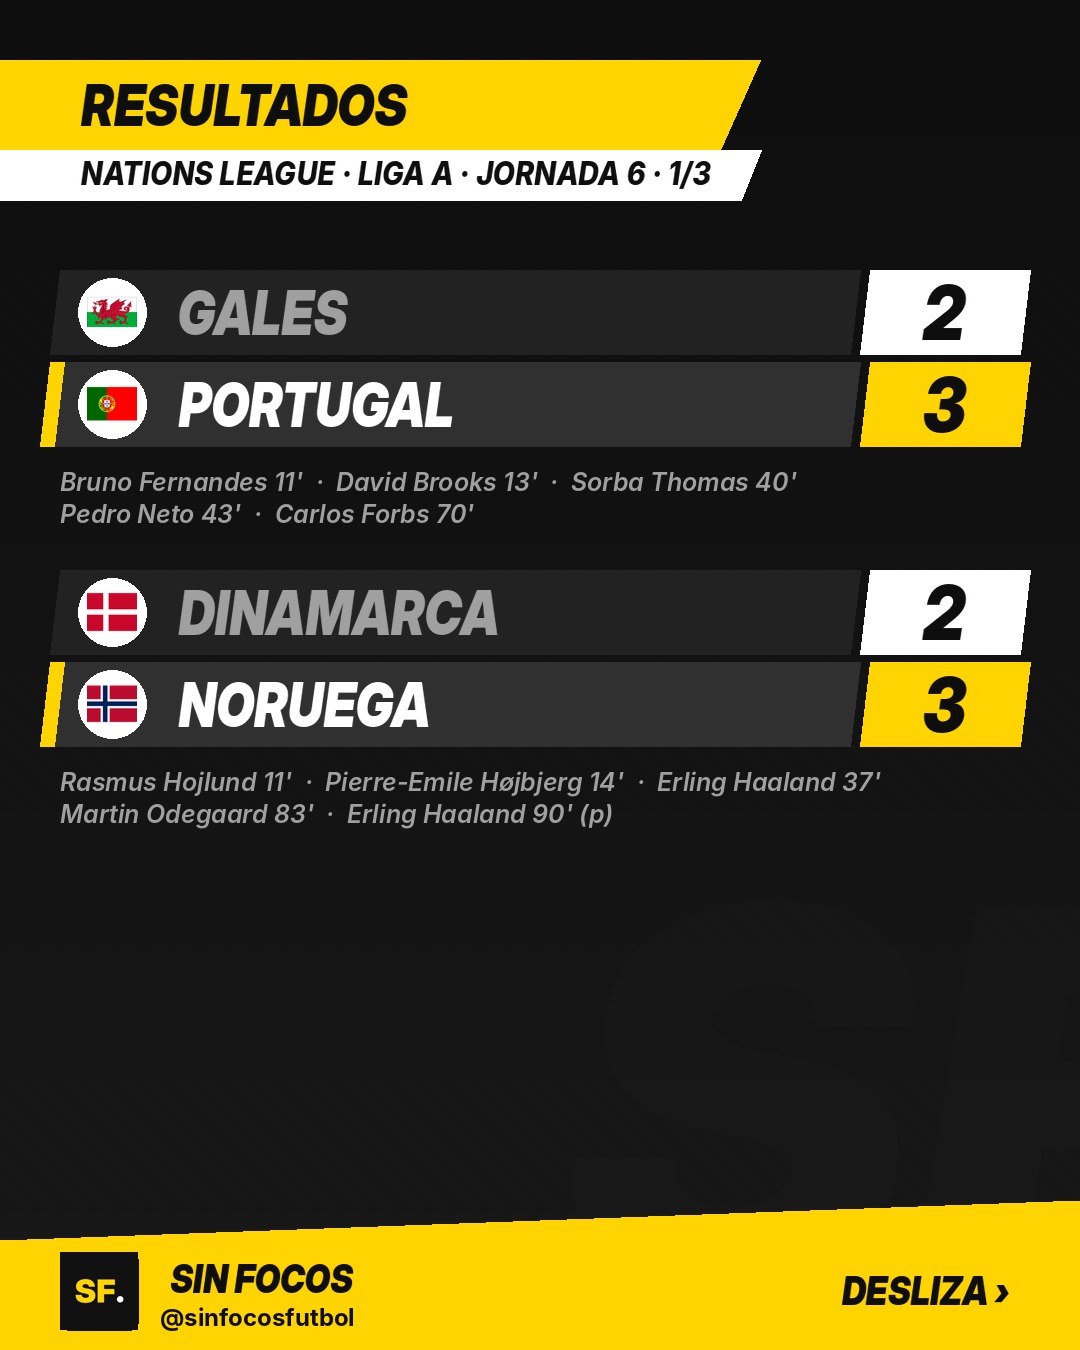 RESULTADOS
NATIONS LEAGUE · LIGA A · JORNADA 6 · 1/3
GALES 2
PORTUGAL 3
Bruno Fernandes 11' · David Brooks 13' · Sorba Thomas 40'
Pedro Neto 43' · Carlos Forbs 70'
DINAMARCA 2
NORUEGA 3
Rasmus Hojlund 11' · Pierre-Emile Højbjerg 14' · Erling Haaland 37'
Martin Odegaard 83' · Erling Haaland 90' (p)
SF
SF.
SIN FOCOS
@sinfocosfutbol
DESLIZA ›